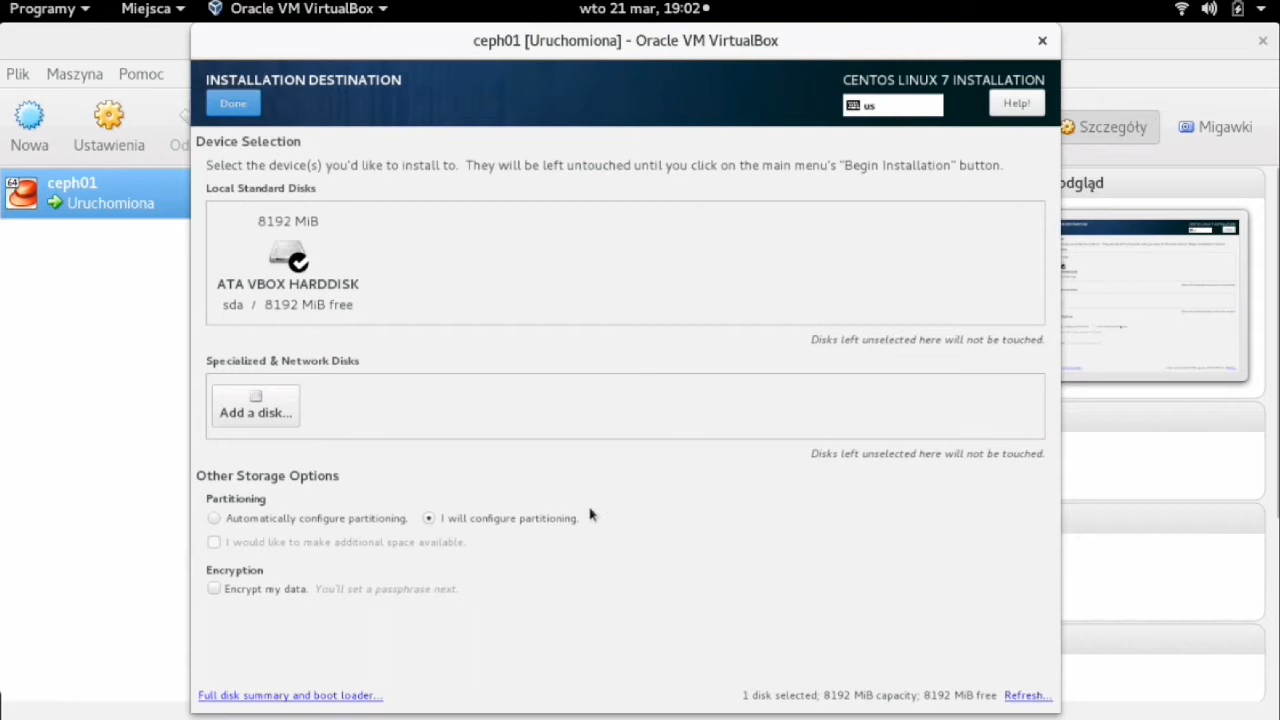 Programy
Miejsca
Oracle VM VirtualBox
wto 21 mar, 19:02
ceph01 [Uruchomiona] - Oracle VM VirtualBox
Plik
Maszyna
Pomoc
Nowa
Ustawienia
Od
Szczegóły
Migawki
64
ceph01
Uruchomiona
odgląd
INSTALLATION DESTINATION
CENTOS LINUX 7 INSTALLATION
Done
us
Help!
Device Selection
Select the device(s) you'd like to install to. They will be left untouched until you click on the main menu's "Begin Installation" button.
Local Standard Disks
8192 MiB
ATA VBOX HARDDISK
sda / 8192 MiB free
Disks left unselected here will not be touched.
Specialized & Network Disks
Add a disk...
Disks left unselected here will not be touched.
Other Storage Options
Partitioning
Automatically configure partitioning.
I will configure partitioning.
I would like to make additional space available.
Encryption
Encrypt my data. You'll set a passphrase next.
Full disk summary and boot loader...
1 disk selected; 8192 MiB capacity; 8192 MiB free
Refresh...